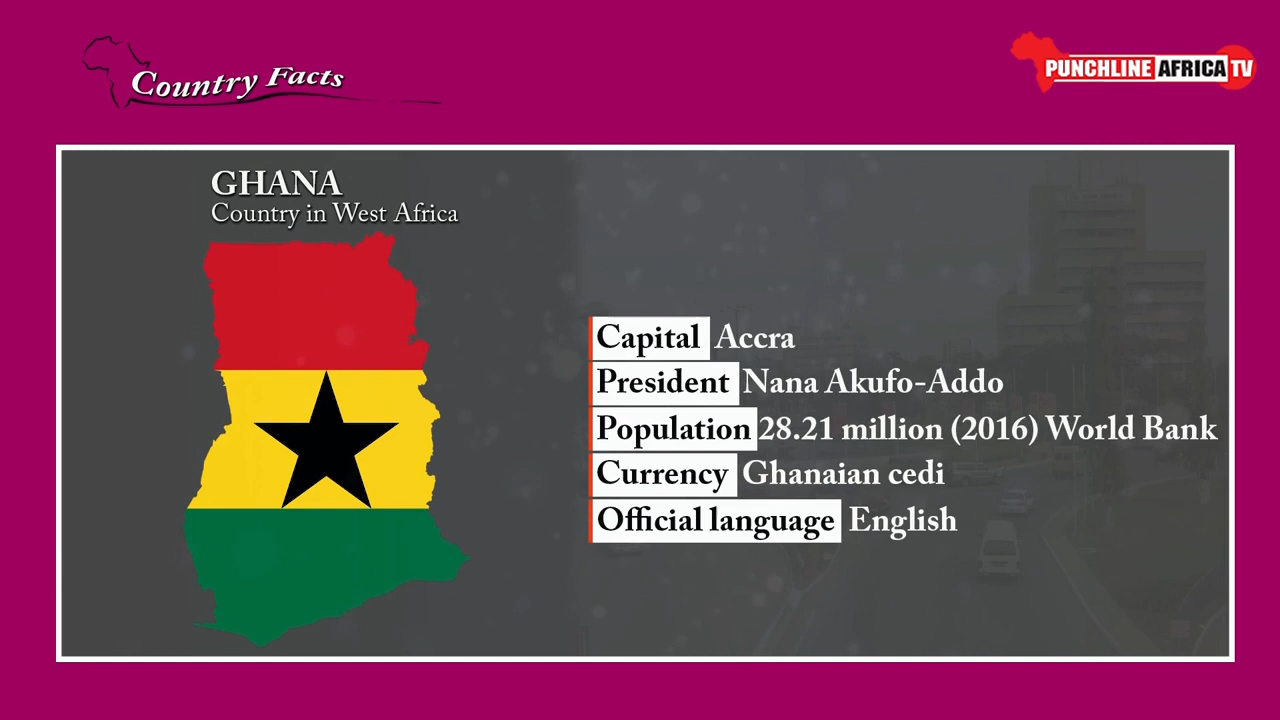 Country Facts
PUNCHLINE AFRICA TV
GHANA
Country in West Africa
Capital Accra
President Nana Akufo-Addo
Population 28.21 million (2016) World Bank
Currency Ghanaian cedi
Official language English